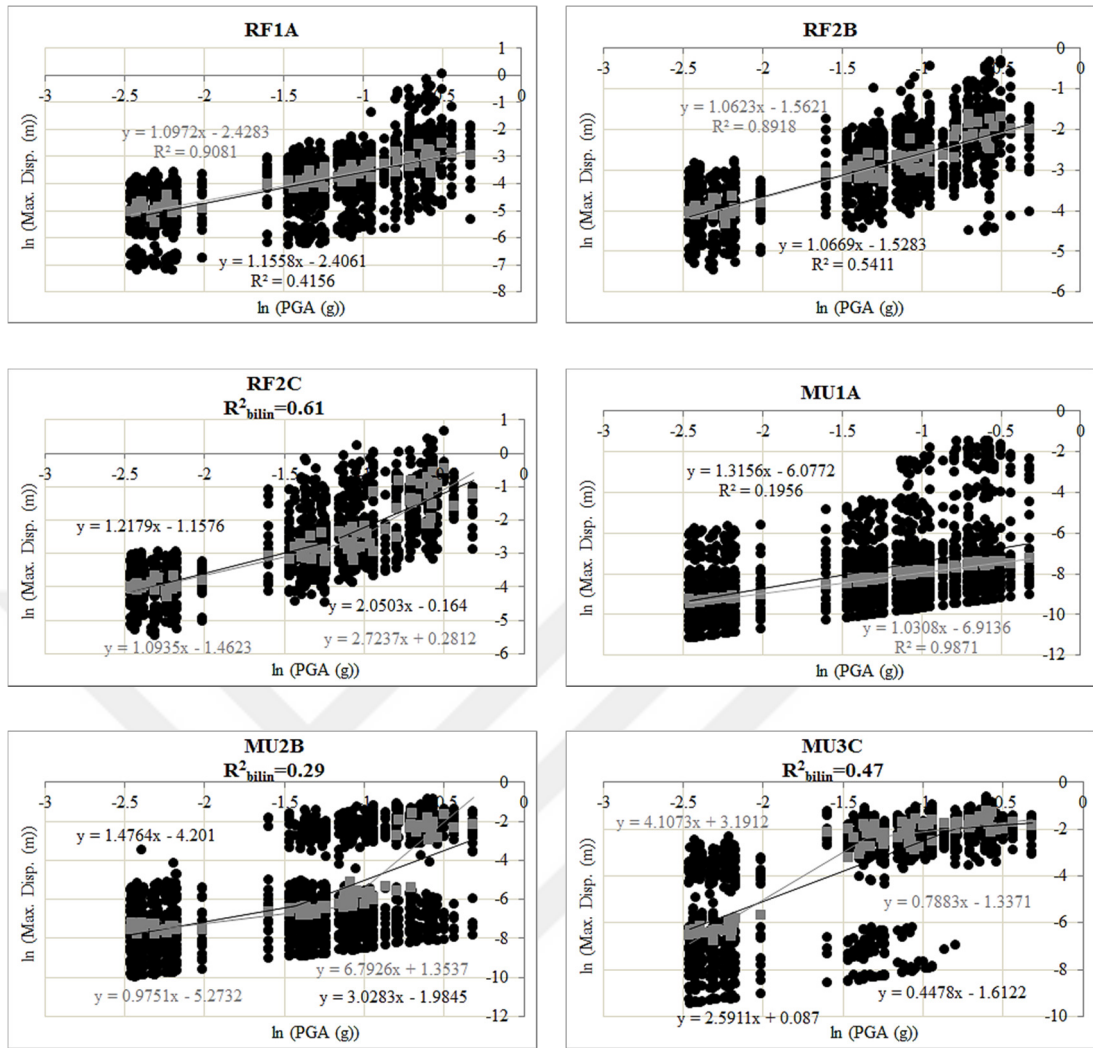 RF1A
-3 -2.5 -2 -1.5 -1 -0.5 0
1
0
-1
-2
-3
-4
-5
-6
-7
-8
y = 1.0972x - 2.4283
R² = 0.9081
y = 1.1558x - 2.4061
R² = 0.4156
ln (Max. Disp. (m))
ln (PGA (g))
RF2B
-3 -2.5 -2 -1.5 -1 -0.5 0
0
-1
-2
-3
-4
-5
-6
y = 1.0623x - 1.5621
R² = 0.8918
y = 1.0669x - 1.5283
R² = 0.5411
ln (Max. Disp. (m))
ln (PGA (g))
RF2C
R²bilin=0.61
-3 -2.5 -2 -1.5 -1 -0.5 0
1
0
-1
-2
-3
-4
-5
-6
y = 1.2179x - 1.1576
y = 2.0503x - 0.164
y = 2.7237x + 0.2812
y = 1.0935x - 1.4623
ln (Max. Disp. (m))
ln (PGA (g))
MU1A
-3 -2.5 -2 -1.5 -1 -0.5 0
0
-2
-4
-6
-8
-10
-12
y = 1.3156x - 6.0772
R² = 0.1956
y = 1.0308x - 6.9136
R² = 0.9871
ln (Max. Disp. (m))
ln (PGA (g))
MU2B
R²bilin=0.29
-3 -2.5 -2 -1.5 -1 -0.5 0
0
-2
-4
-6
-8
-10
-12
y = 1.4764x - 4.201
y = 6.7926x + 1.3537
y = 0.9751x - 5.2732
y = 3.0283x - 1.9845
ln (Max. Disp. (m))
ln (PGA (g))
MU3C
R²bilin=0.47
-3 -2.5 -2 -1.5 -1 -0.5 0
0
-2
-4
-6
-8
-10
y = 4.1073x + 3.1912
y = 0.7883x - 1.3371
y = 0.4478x - 1.6122
y = 2.5911x + 0.087
ln (Max. Disp. (m))
ln (PGA (g))